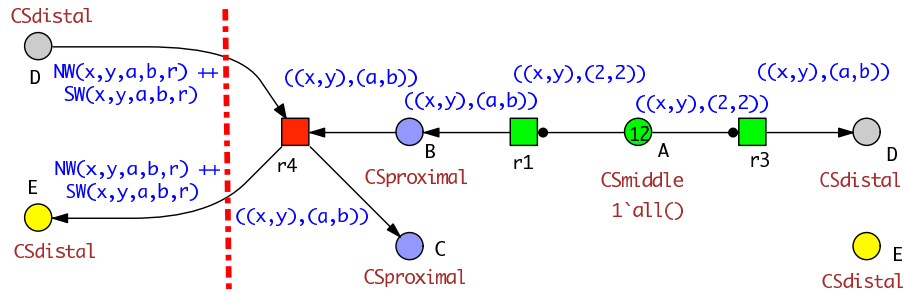 CSdistal
D
NW(x,y,a,b,r) ++
SW(x,y,a,b,r)
NW(x,y,a,b,r) ++
SW(x,y,a,b,r)
E
CSdistal
r4
((x,y),(a,b))
((x,y),(a,b))
((x,y),(a,b))
B
CSproximal
C
CSproximal
r1
((x,y),(2,2))
12
A
CSmiddle
1`all()
((x,y),(2,2))
r3
((x,y),(a,b))
D
CSdistal
E
CSdistal